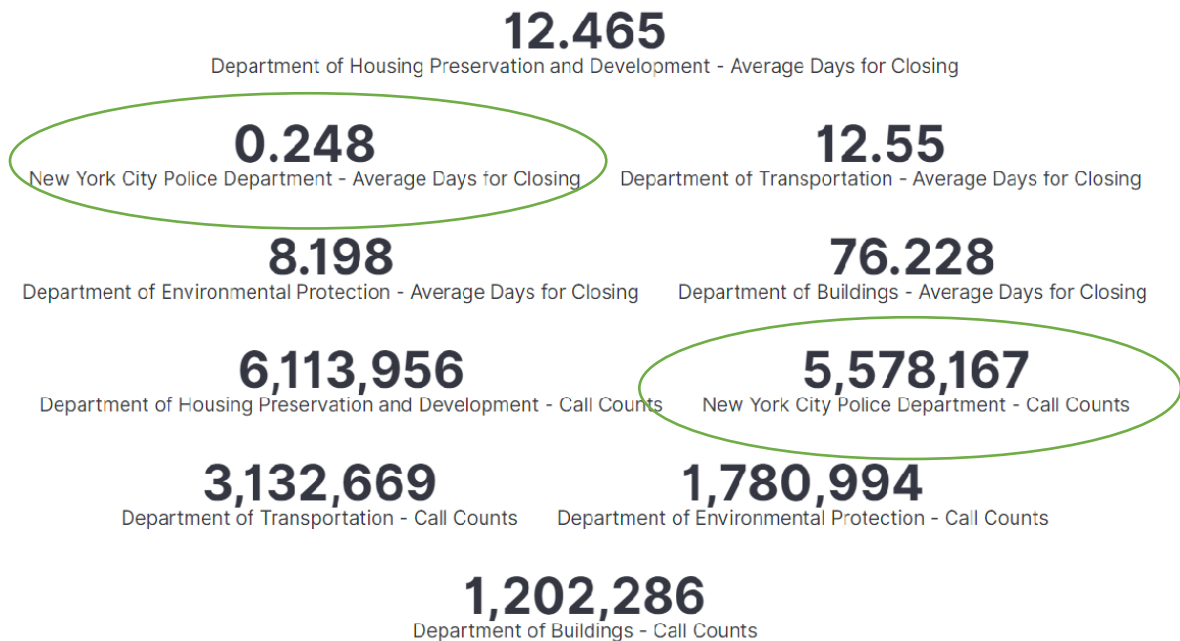 12.465
Department of Housing Preservation and Development - Average Days for Closing
0.248
New York City Police Department - Average Days for Closing
12.55
Department of Transportation - Average Days for Closing
8.198
Department of Environmental Protection - Average Days for Closing
76.228
Department of Buildings - Average Days for Closing
6,113,956
Department of Housing Preservation and Development - Call Counts
5,578,167
New York City Police Department - Call Counts
3,132,669
Department of Transportation - Call Counts
1,780,994
Department of Environmental Protection - Call Counts
1,202,286
Department of Buildings - Call Counts